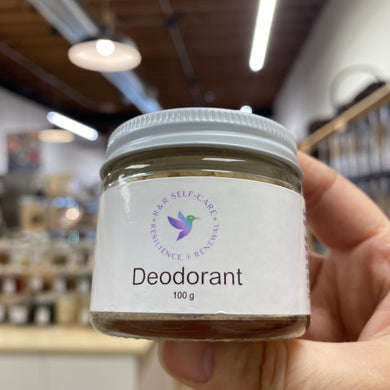 • R&R SELF-CARE •
RESILIENCE + RENEWAL
Deodorant
100 g